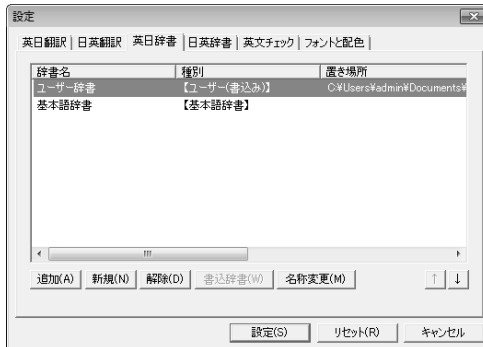 設定
英日翻訳 日英翻訳 英日辞書 日英辞書 英文チェック フォントと配色
辞書名 種別 置き場所
ユーザー辞書 【ユーザー(書込み)】 C:¥Users¥admin¥Documents¥
基本語辞書 【基本語辞書】
追加(A) 新規(N) 解除(D) 書込辞書(W) 名称変更(M) ↑ ↓
設定(S) リセット(R) キャンセル